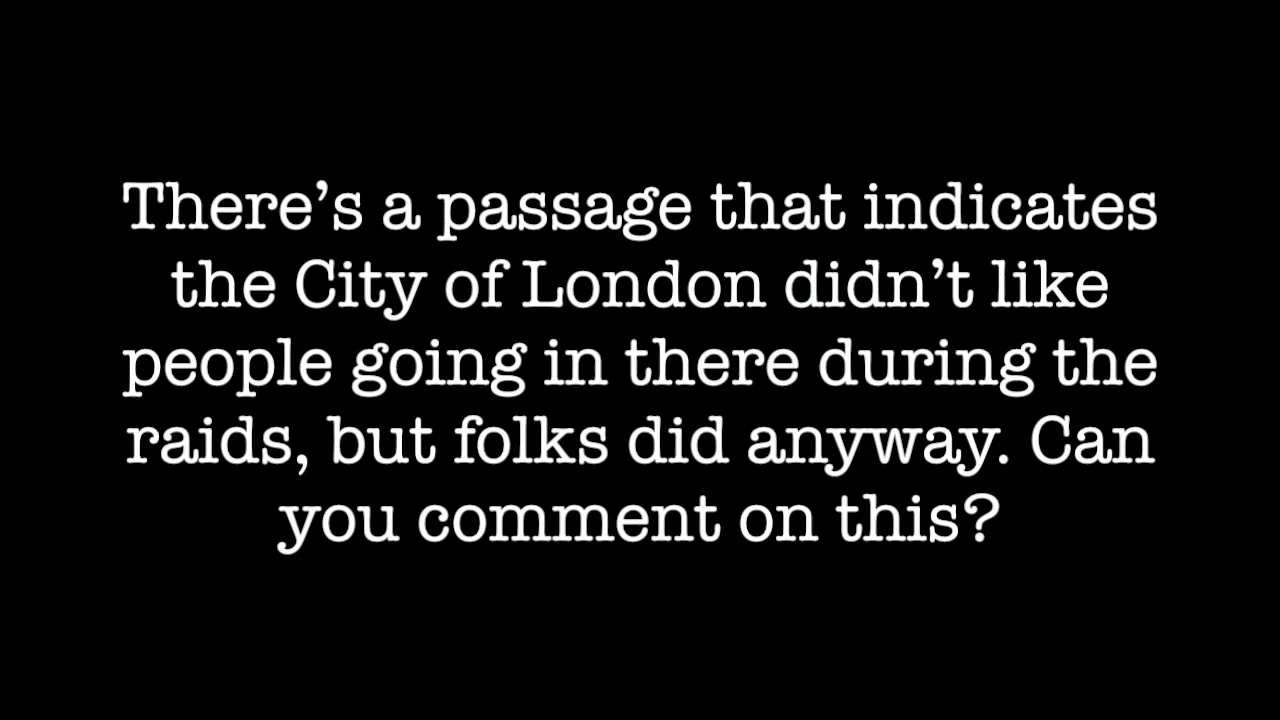 There’s a passage that indicates
the City of London didn’t like
people going in there during the
raids, but folks did anyway. Can
you comment on this?